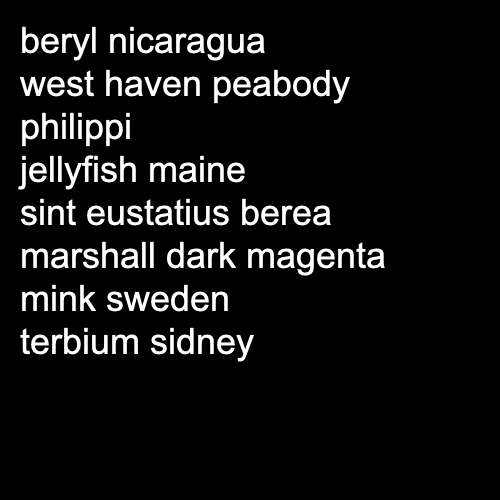 beryl nicaragua
west haven peabody
philippi
jellyfish maine
sint eustatius berea
marshall dark magenta
mink sweden
terbium sidney